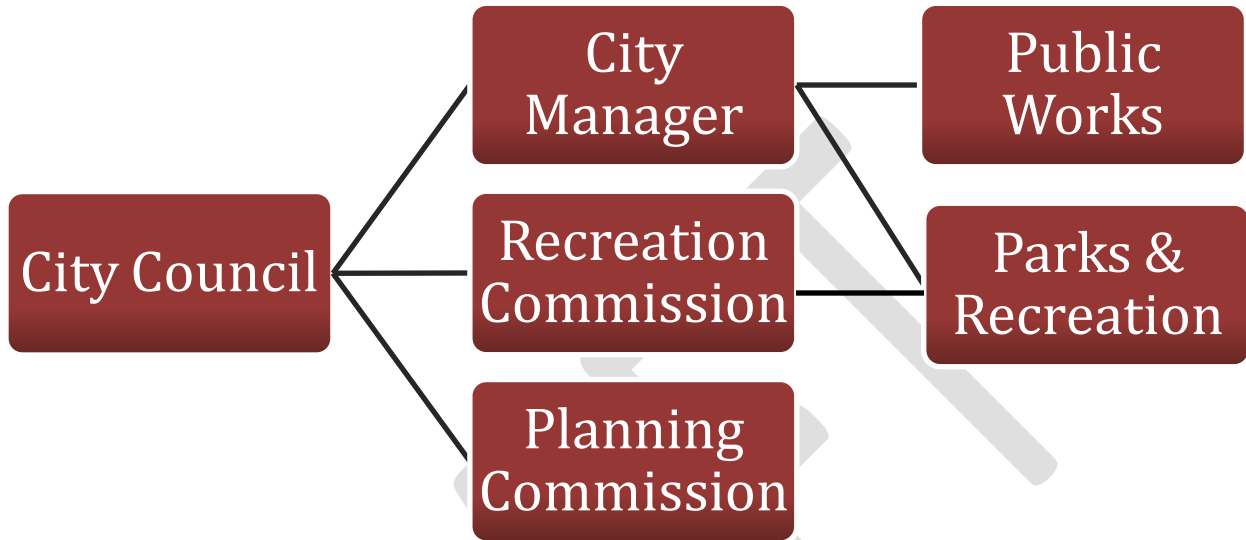 City
Manager
Public
Works
City Council
Recreation
Commission
Parks &
Recreation
Planning
Commission